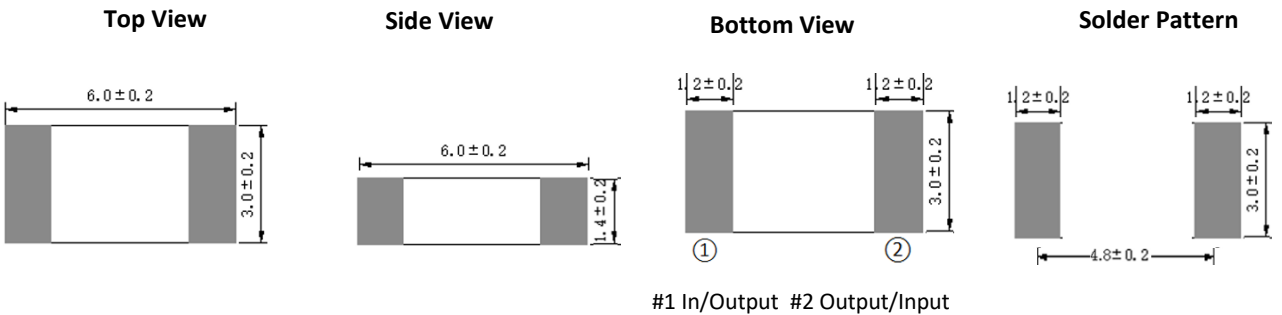 Top View
Side View
Bottom View
Solder Pattern
6.0±0.2
3.0±0.2
6.0±0.2
1.4±0.2
1.2±0.2
1.2±0.2
3.0±0.2
①
②
1.2±0.2
1.2±0.2
3.0±0.2
4.8±0.2
#1 In/Output #2 Output/Input